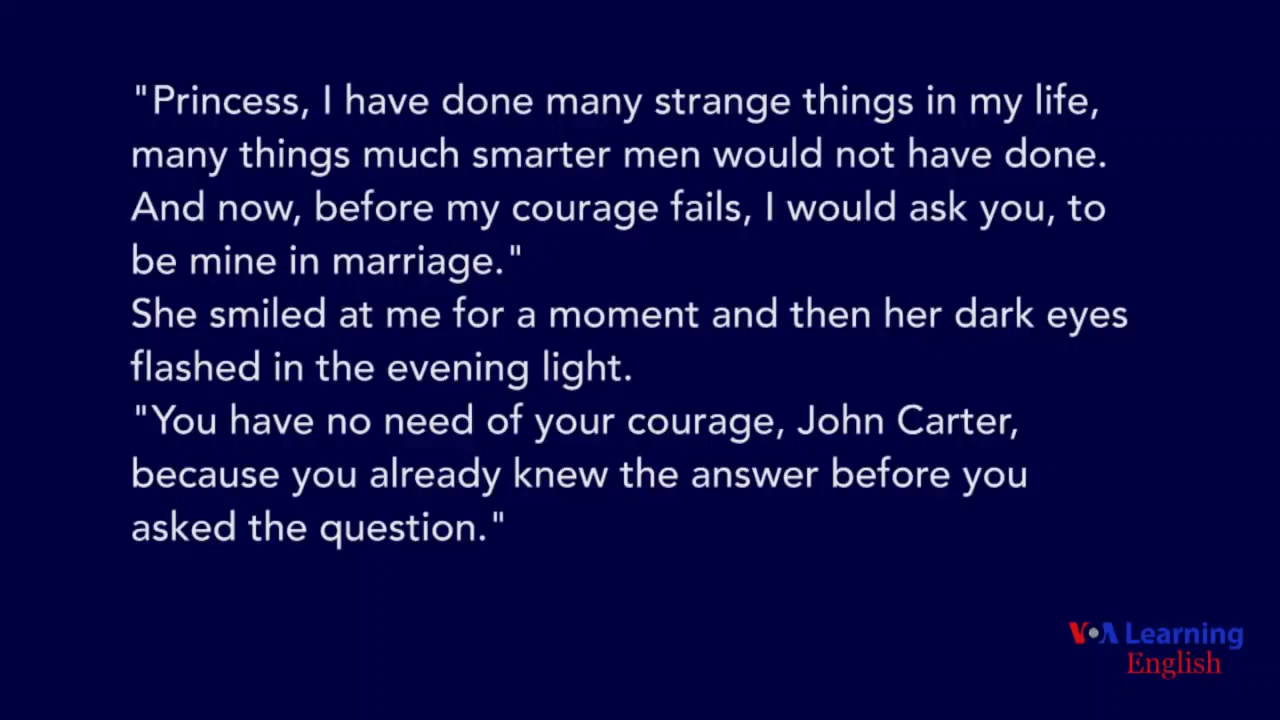 "Princess, I have done many strange things in my life,
many things much smarter men would not have done.
And now, before my courage fails, I would ask you, to
be mine in marriage."
She smiled at me for a moment and then her dark eyes
flashed in the evening light.
"You have no need of your courage, John Carter,
because you already knew the answer before you
asked the question."
VOA Learning
English